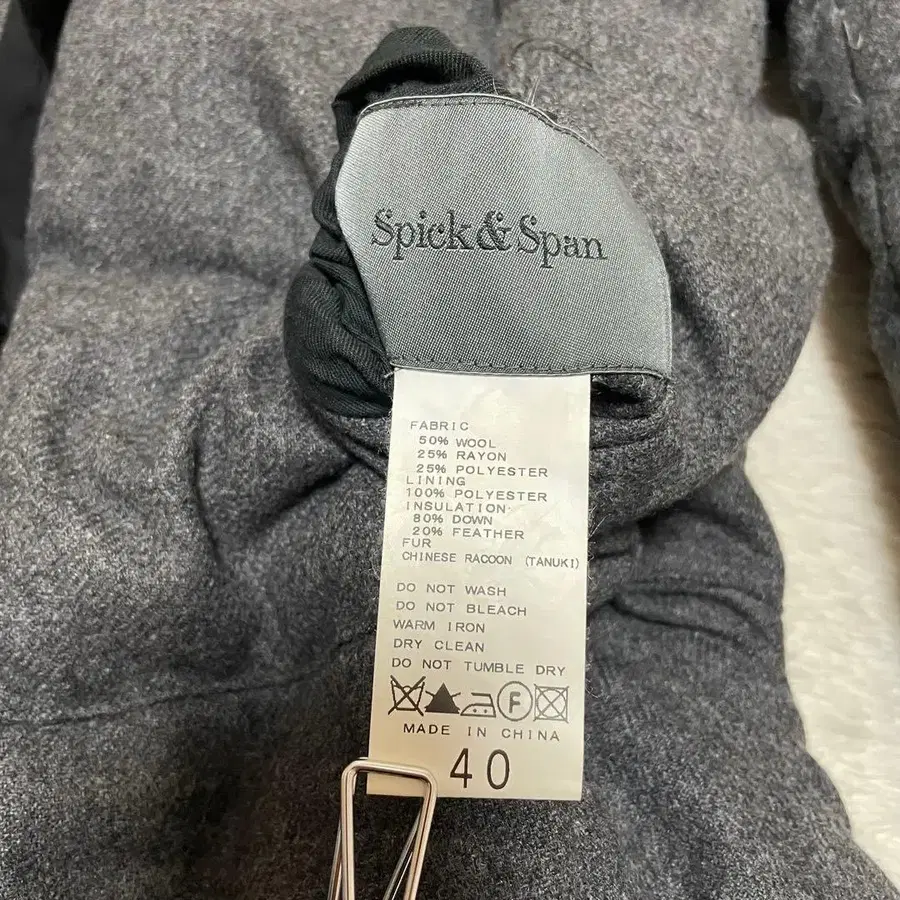 Spick & Span
FABRIC
50% WOOL
25% RAYON
25% POLYESTER
LINING
100% POLYESTER
INSULATION
80% DOWN
20% FEATHER
FUR
CHINESE RACOON (TANUKI)
DO NOT WASH
DO NOT BLEACH
WARM IRON
DRY CLEAN
DO NOT TUMBLE DRY
F
MADE IN CHINA
40